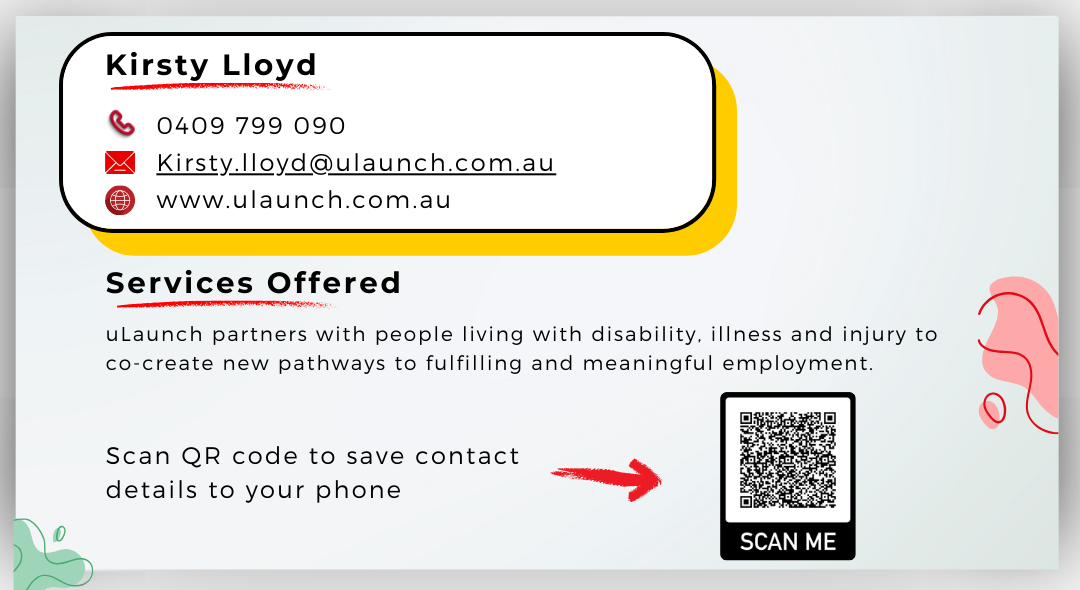 Kirsty Lloyd
0409 799 090
Kirsty.lloyd@ulaunch.com.au
www.ulaunch.com.au
Services Offered
uLaunch partners with people living with disability, illness and injury to
co-create new pathways to fulfilling and meaningful employment.
Scan QR code to save contact
details to your phone
SCAN ME